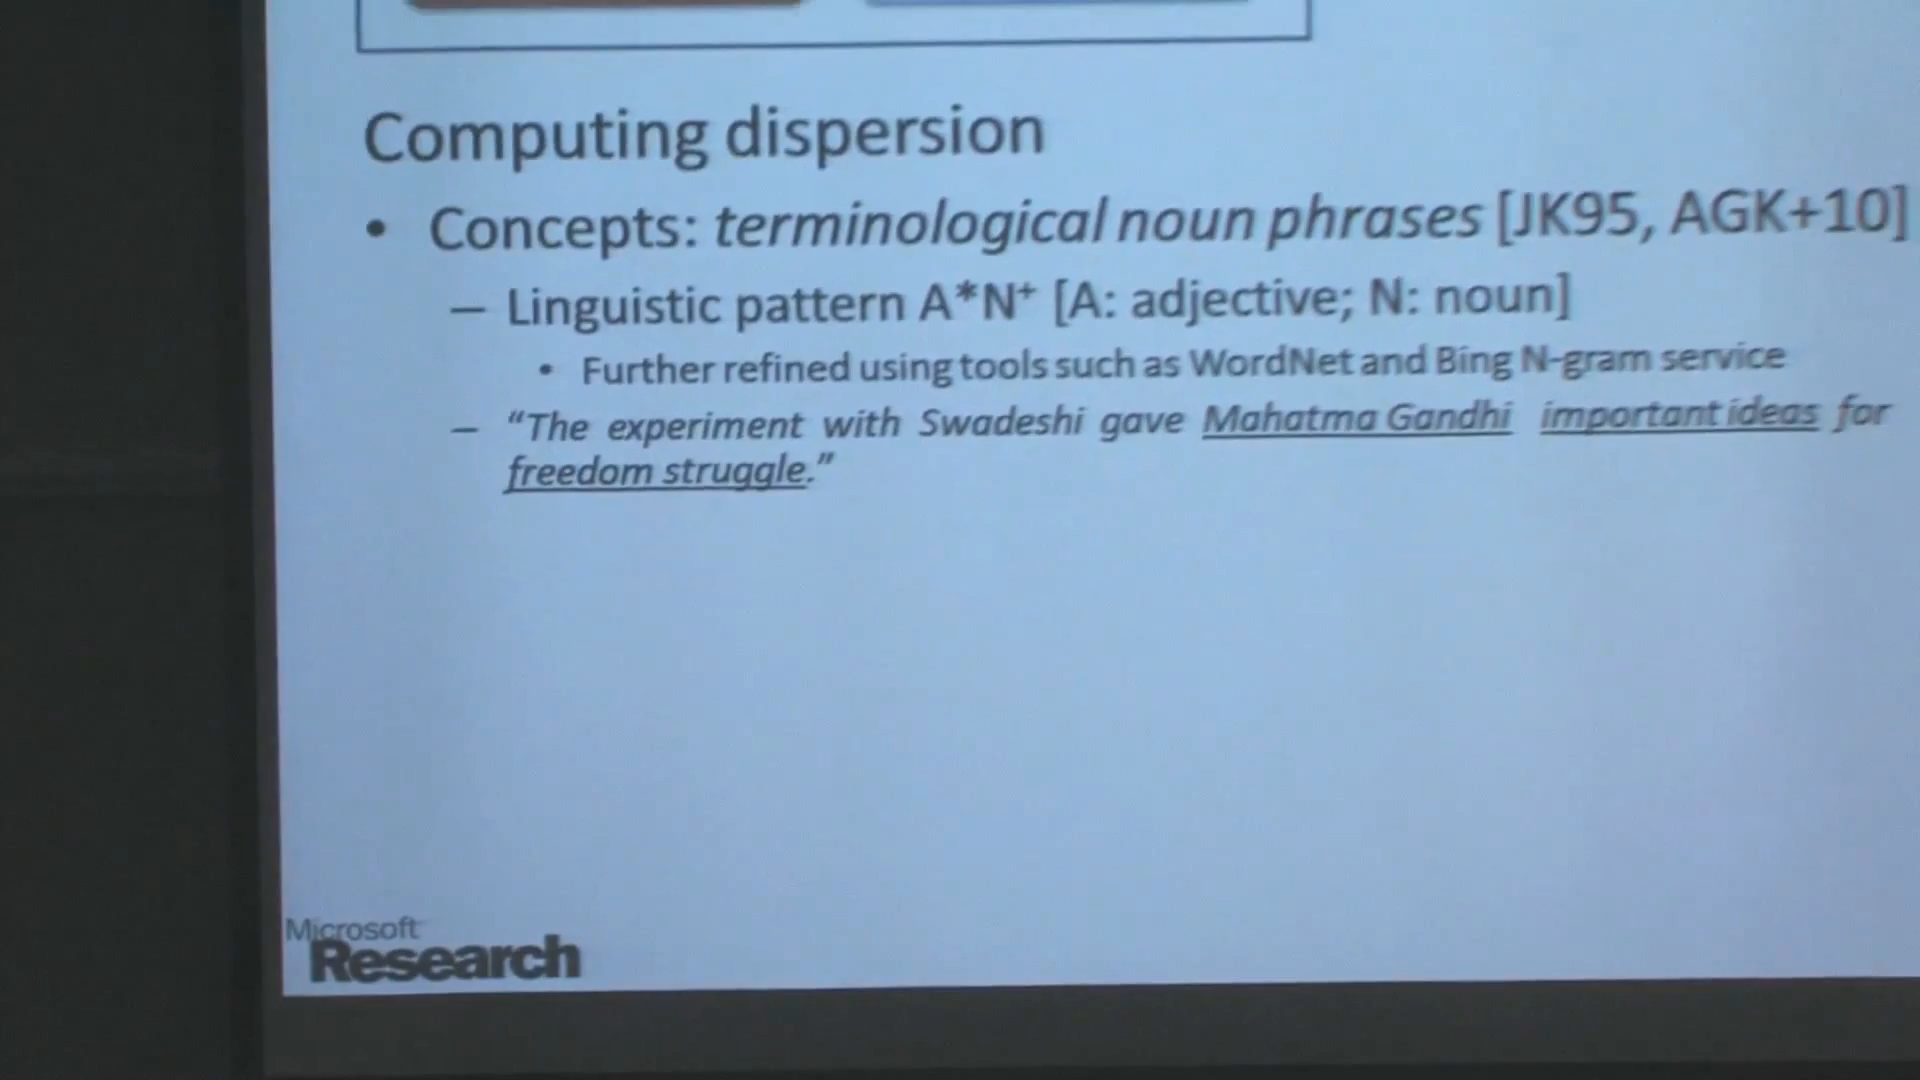 Computing dispersion
• Concepts: terminological noun phrases [JK95, AGK+10]
– Linguistic pattern A*N+ [A: adjective; N: noun]
• Further refined using tools such as WordNet and Bing N-gram service
– “The experiment with Swadeshi gave Mahatma Gandhi important ideas for
freedom struggle.”
Microsoft
Research